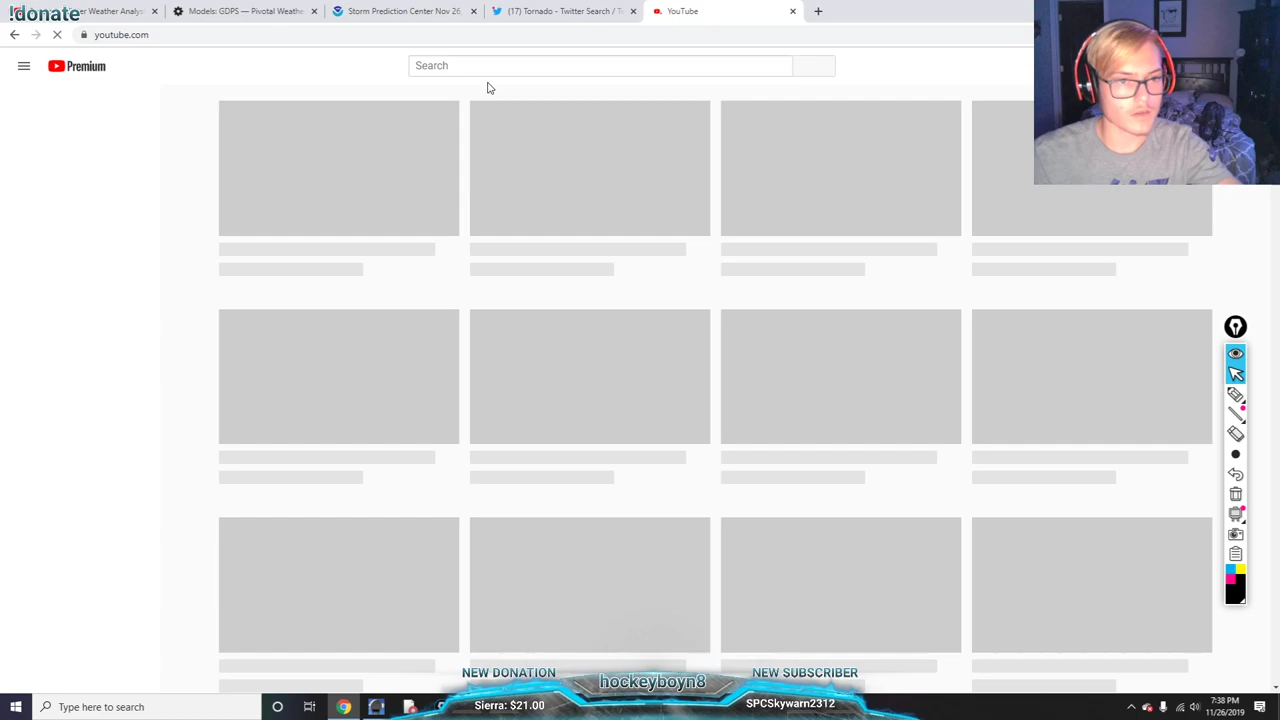 !donate
er Weather Analys
Models: GDPS — Pivotal Weathe
Storm Prediction Center Nov 26,
(17) Tornado - Twitter Search / T
YouTube
youtube.com
Premium
Search
NEW DONATION
hockeyboyn8
NEW SUBSCRIBER
Sierra: $21.00
SPCSkywarn2312
Type here to search
7:38 PM
11/26/2019